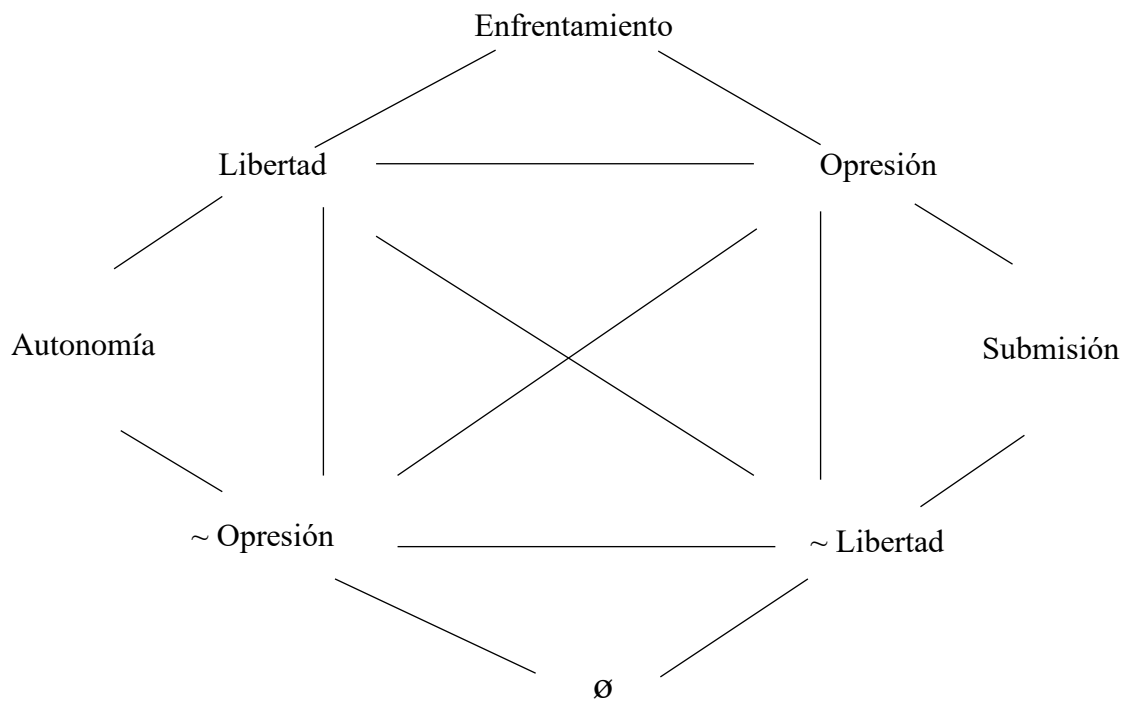 Enfrentamiento
Libertad
Opresión
Autonomía
Submisión
~ Opresión
~ Libertad
ø